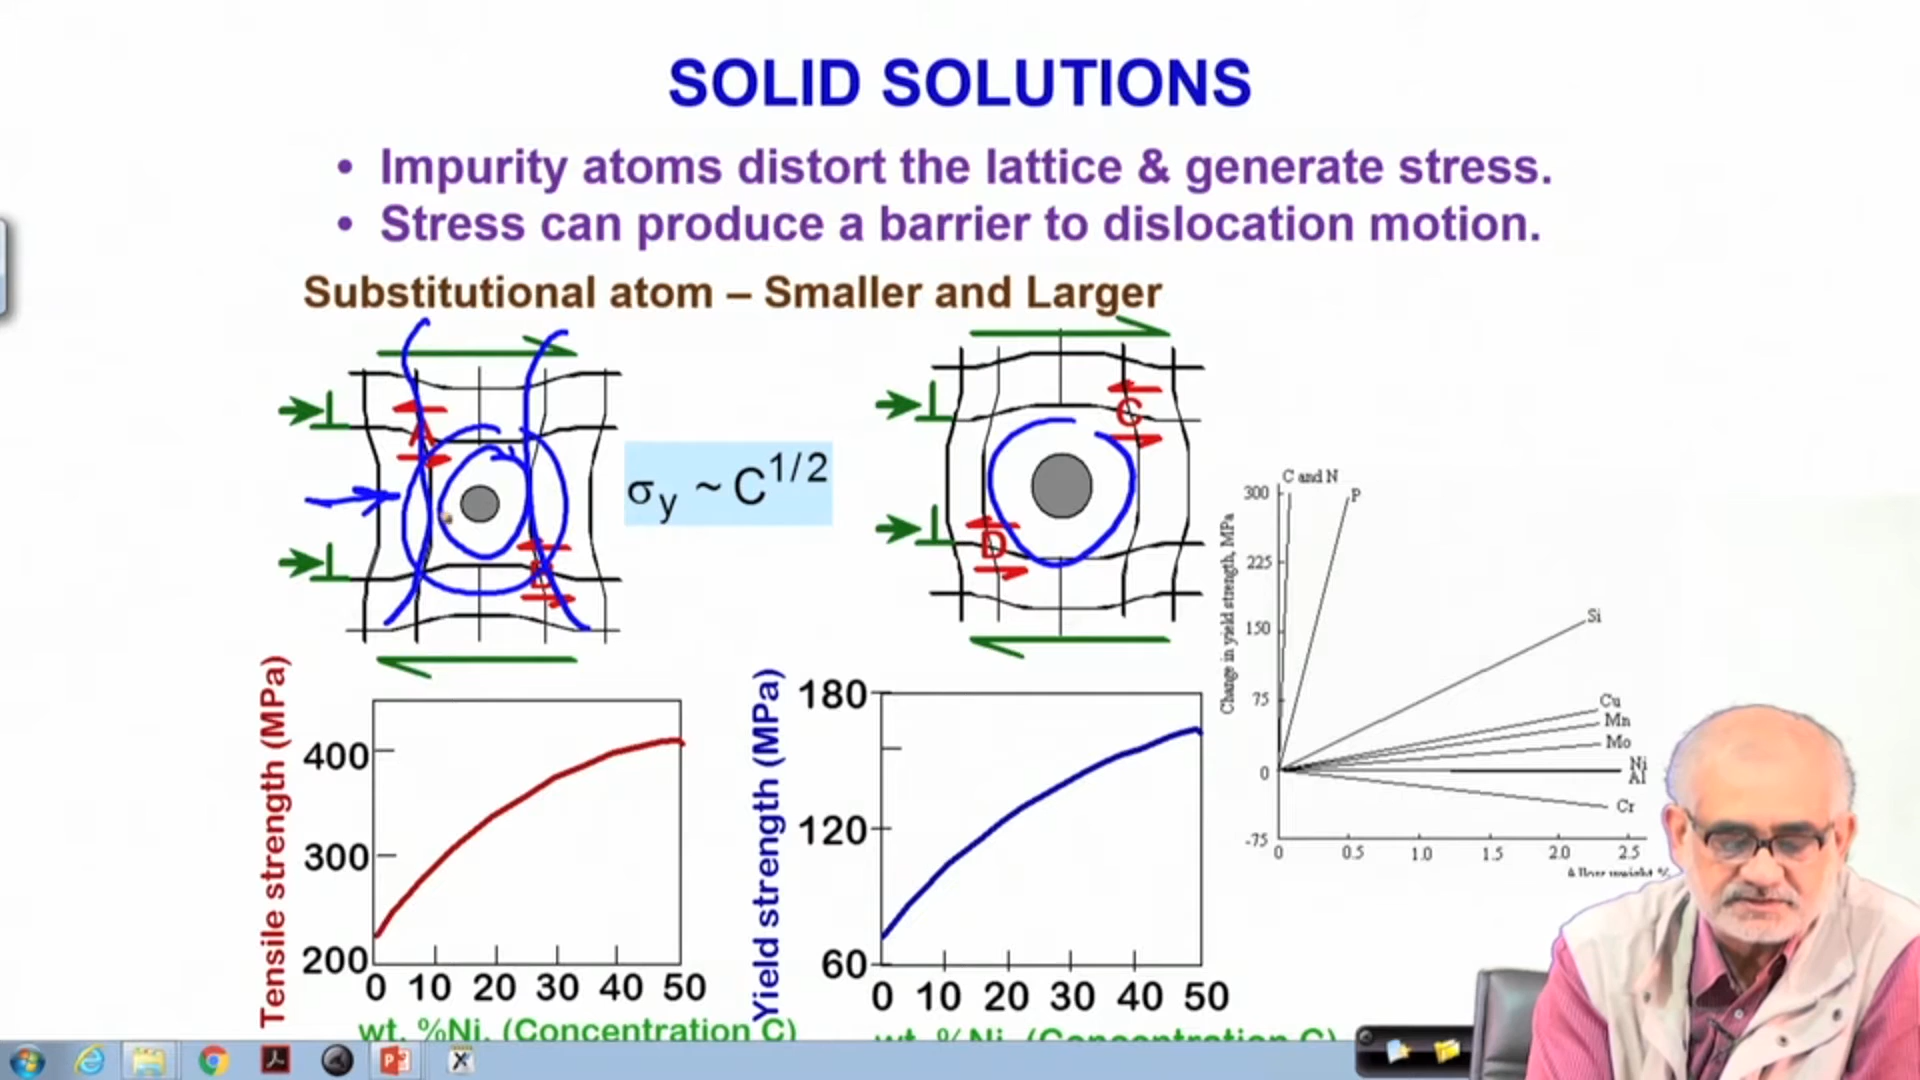 SOLID SOLUTIONS
• Impurity atoms distort the lattice & generate stress.
• Stress can produce a barrier to dislocation motion.
Substitutional atom – Smaller and Larger
A
B
σy ~ C1/2
C
D
Tensile strength (MPa)
400
300
200
0 10 20 30 40 50
wt. %Ni, (Concentration C)
Yield strength (MPa)
180
120
60
0 10 20 30 40 50
wt. %Ni, (Concentration C)
Change in yield strength, MPa
300
225
150
75
0
-75
C and N
P
Si
Cu
Mn
Mo
Ni
Al
Cr
0 0.5 1.0 1.5 2.0 2.5